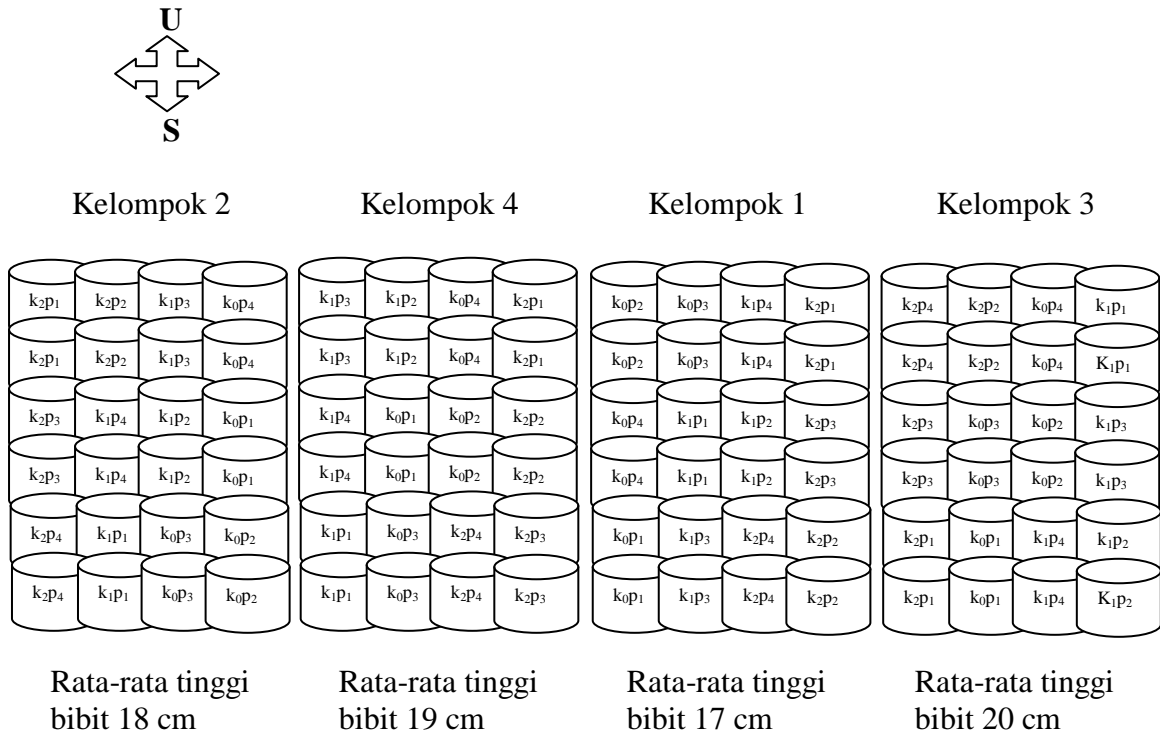 U
S
Kelompok 2 Kelompok 4 Kelompok 1 Kelompok 3
k₂p₁ k₂p₂ k₁p₃ k₀p₄ k₁p₃ k₁p₂ k₀p₄ k₂p₁ k₀p₂ k₀p₃ k₁p₄ k₂p₁ k₂p₄ k₂p₂ k₀p₄ k₁p₁
k₂p₁ k₂p₂ k₁p₃ k₀p₄ k₁p₃ k₁p₂ k₀p₄ k₂p₁ k₀p₂ k₀p₃ k₁p₄ k₂p₁ k₂p₄ k₂p₂ k₀p₄ K₁p₁
k₂p₃ k₁p₄ k₁p₂ k₀p₁ k₁p₄ k₀p₁ k₀p₂ k₂p₂ k₀p₄ k₁p₁ k₁p₂ k₂p₃ k₂p₃ k₀p₃ k₀p₂ k₁p₃
k₂p₃ k₁p₄ k₁p₂ k₀p₁ k₁p₄ k₀p₁ k₀p₂ k₂p₂ k₀p₄ k₁p₁ k₁p₂ k₂p₃ k₂p₃ k₀p₃ k₀p₂ k₁p₃
k₂p₄ k₁p₁ k₀p₃ k₀p₂ k₁p₁ k₀p₃ k₂p₄ k₂p₃ k₀p₁ k₁p₃ k₂p₄ k₂p₂ k₂p₁ k₀p₁ k₁p₄ k₁p₂
k₂p₄ k₁p₁ k₀p₃ k₀p₂ k₁p₁ k₀p₃ k₂p₄ k₂p₃ k₀p₁ k₁p₃ k₂p₄ k₂p₂ k₂p₁ k₀p₁ k₁p₄ K₁p₂
Rata-rata tinggi
bibit 18 cm
Rata-rata tinggi
bibit 19 cm
Rata-rata tinggi
bibit 17 cm
Rata-rata tinggi
bibit 20 cm